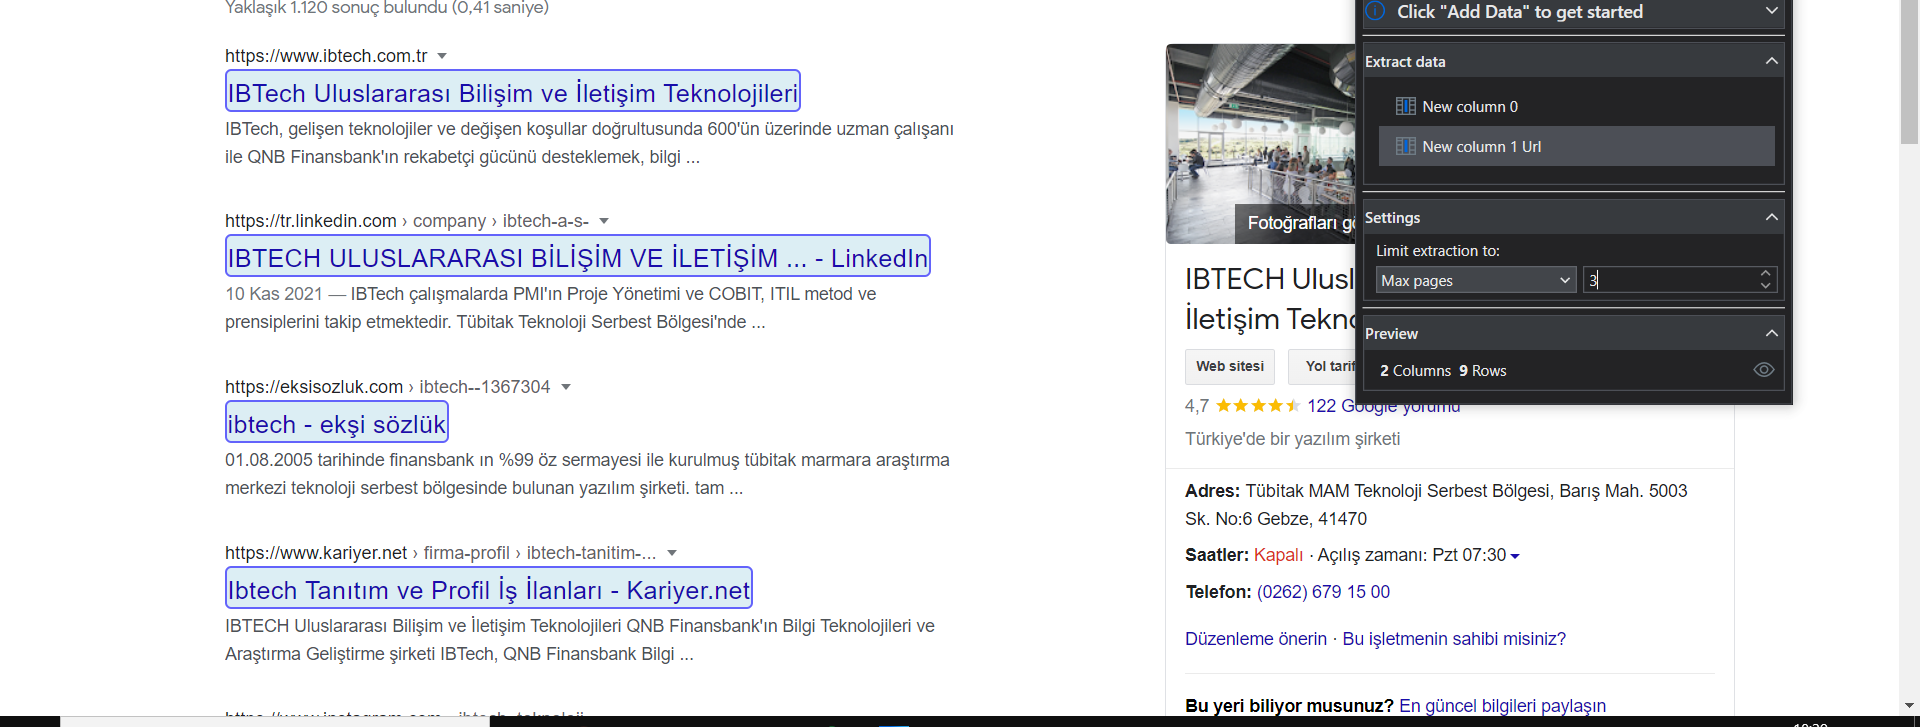 Yaklaşık 1.120 sonuç bulundu (0,41 saniye)
https://www.ibtech.com.tr
IBTech Uluslararası Bilişim ve İletişim Teknolojileri
IBTech, gelişen teknolojiler ve değişen koşullar doğrultusunda 600'ün üzerinde uzman çalışanı
ile QNB Finansbank'ın rekabetçi gücünü desteklemek, bilgi ...
https://tr.linkedin.com › company › ibtech-a-s-
IBTECH ULUSLARARASI BİLİŞİM VE İLETİŞİM ... - LinkedIn
10 Kas 2021 — IBTech çalışmalarda PMI'ın Proje Yönetimi ve COBIT, ITIL metod ve
prensiplerini takip etmektedir. Tübitak Teknoloji Serbest Bölgesi'nde ...
https://eksisozluk.com › ibtech--1367304
ibtech - ekşi sözlük
01.08.2005 tarihinde finansbank ın %99 öz sermayesi ile kurulmuş tübitak marmara araştırma
merkezi teknoloji serbest bölgesinde bulunan yazılım şirketi. tam ...
https://www.kariyer.net › firma-profil › ibtech-tanitim-...
Ibtech Tanıtım ve Profil İş İlanları - Kariyer.net
IBTECH Uluslararası Bilişim ve İletişim Teknolojileri QNB Finansbank'ın Bilgi Teknolojileri ve
Araştırma Geliştirme şirketi IBTech, QNB Finansbank Bilgi ...
Fotoğrafları gö
IBTECH Ulusl
İletişim Tekno
Web sitesi
Yol tarif
4,7 122 Google yorumu
Türkiye'de bir yazılım şirketi
Adres: Tübitak MAM Teknoloji Serbest Bölgesi, Barış Mah. 5003
Sk. No:6 Gebze, 41470
Saatler: Kapalı · Açılış zamanı: Pzt 07:30
Telefon: (0262) 679 15 00
Düzenleme önerin · Bu işletmenin sahibi misiniz?
Bu yeri biliyor musunuz? En güncel bilgileri paylaşın
Click "Add Data" to get started
Extract data
New column 0
New column 1 Url
Settings
Limit extraction to:
Max pages
3
Preview
2 Columns 9 Rows